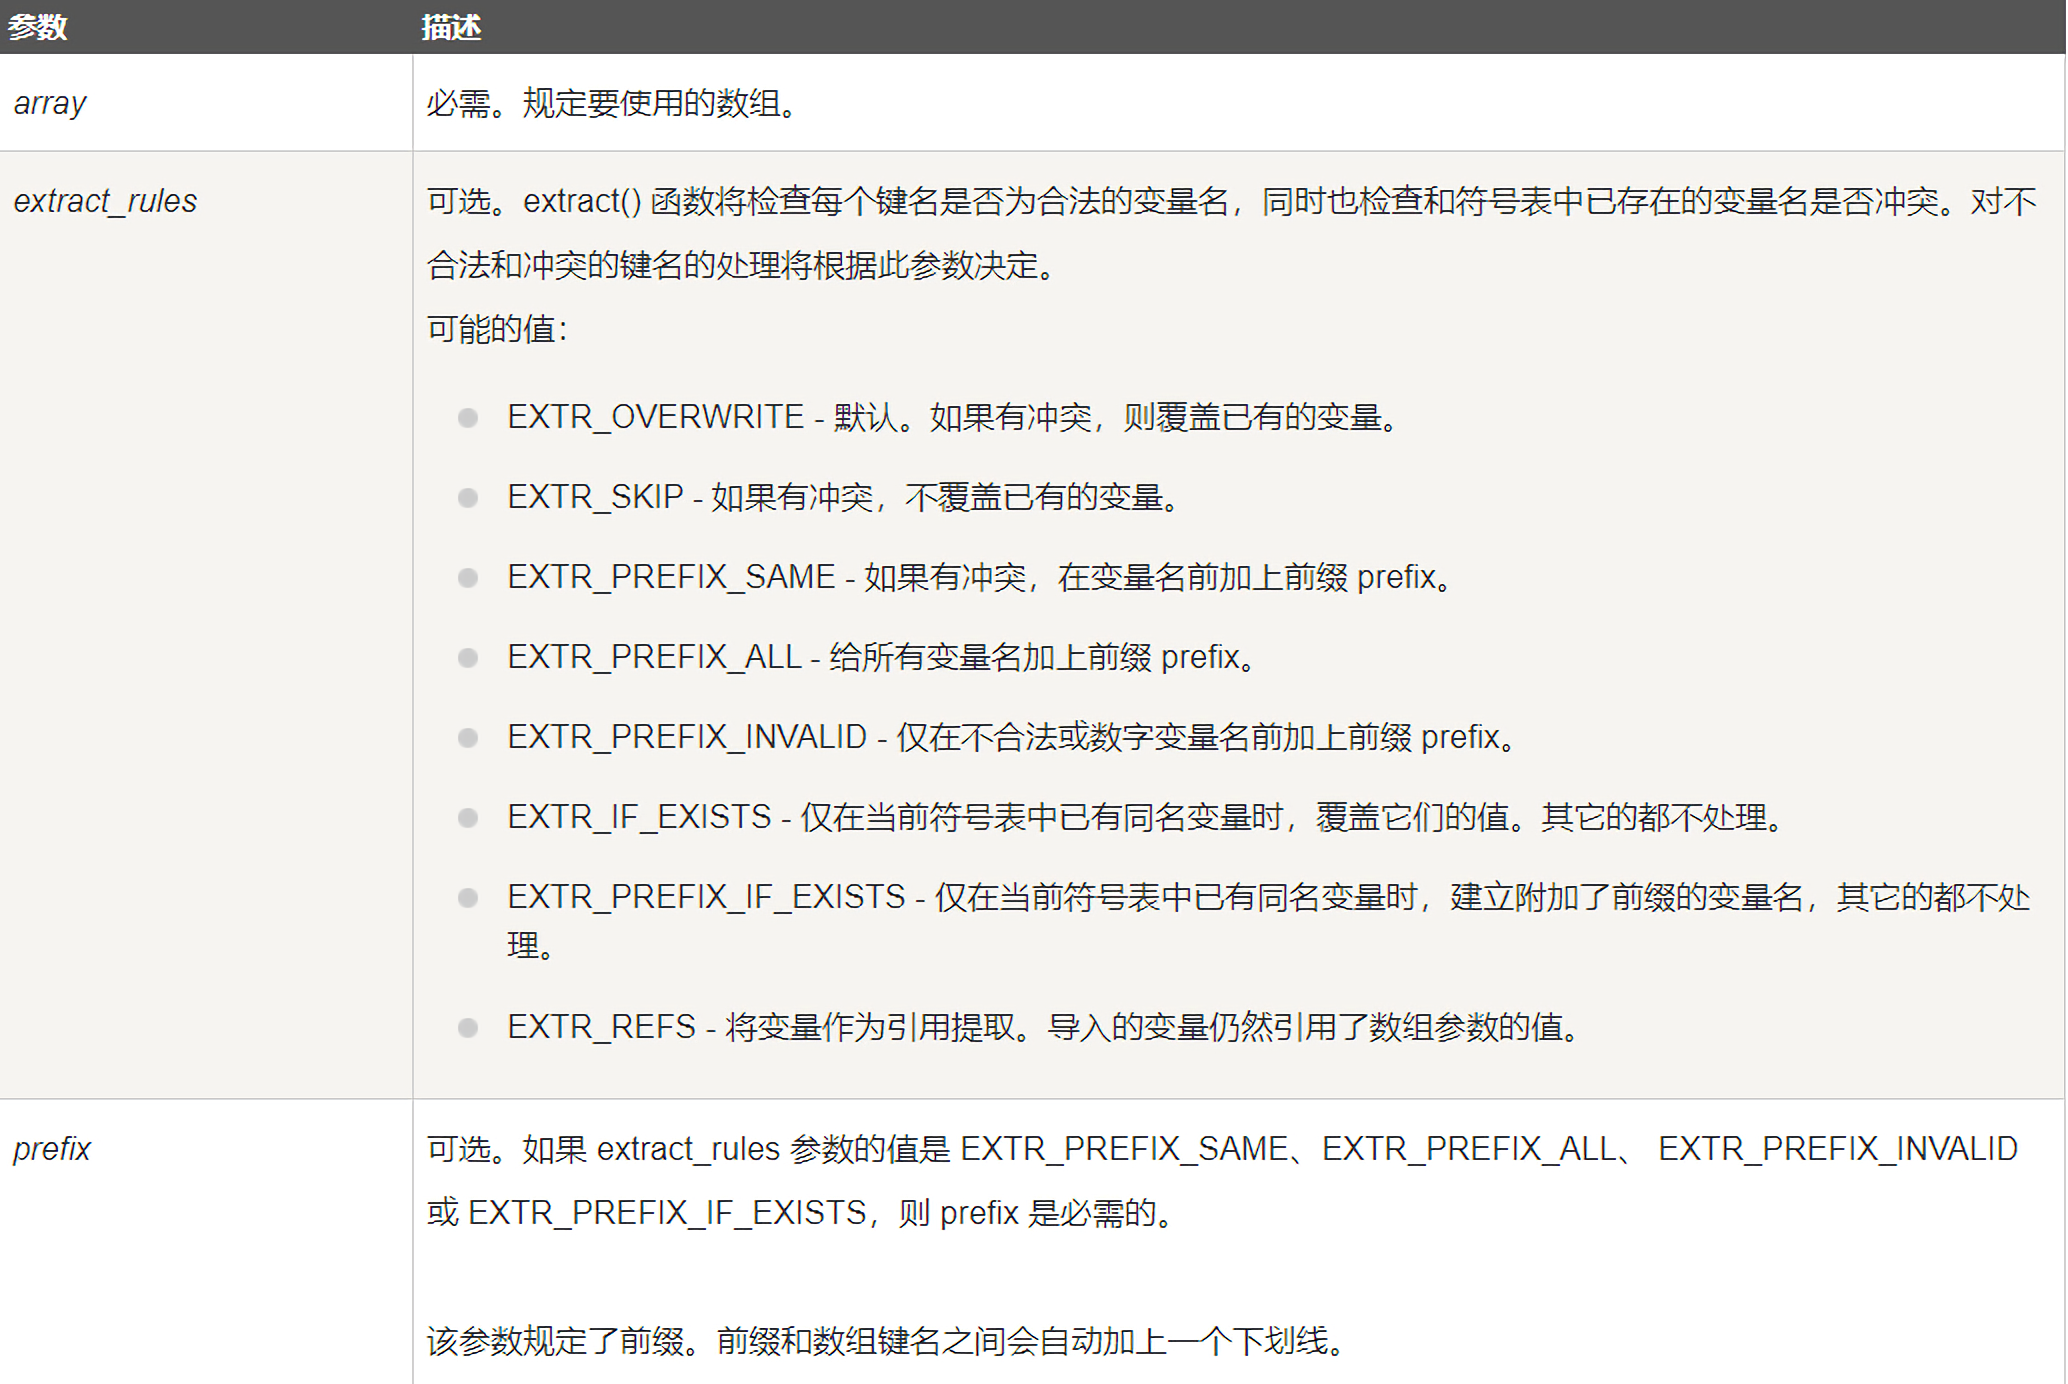 参数 描述
array 必需。规定要使用的数组。
extract_rules 可选。extract() 函数将检查每个键名是否为合法的变量名，同时也检查和符号表中已存在的变量名是否冲突。对不
合法和冲突的键名的处理将根据此参数决定。
可能的值：
EXTR_OVERWRITE - 默认。如果有冲突，则覆盖已有的变量。
EXTR_SKIP - 如果有冲突，不覆盖已有的变量。
EXTR_PREFIX_SAME - 如果有冲突，在变量名前加上前缀 prefix。
EXTR_PREFIX_ALL - 给所有变量名加上前缀 prefix。
EXTR_PREFIX_INVALID - 仅在不合法或数字变量名前加上前缀 prefix。
EXTR_IF_EXISTS - 仅在当前符号表中已有同名变量时，覆盖它们的值。其它的都不处理。
EXTR_PREFIX_IF_EXISTS - 仅在当前符号表中已有同名变量时，建立附加了前缀的变量名，其它的都不处
理。
EXTR_REFS - 将变量作为引用提取。导入的变量仍然引用了数组参数的值。
prefix 可选。如果 extract_rules 参数的值是 EXTR_PREFIX_SAME、EXTR_PREFIX_ALL、 EXTR_PREFIX_INVALID
或 EXTR_PREFIX_IF_EXISTS，则 prefix 是必需的。
该参数规定了前缀。前缀和数组键名之间会自动加上一个下划线。